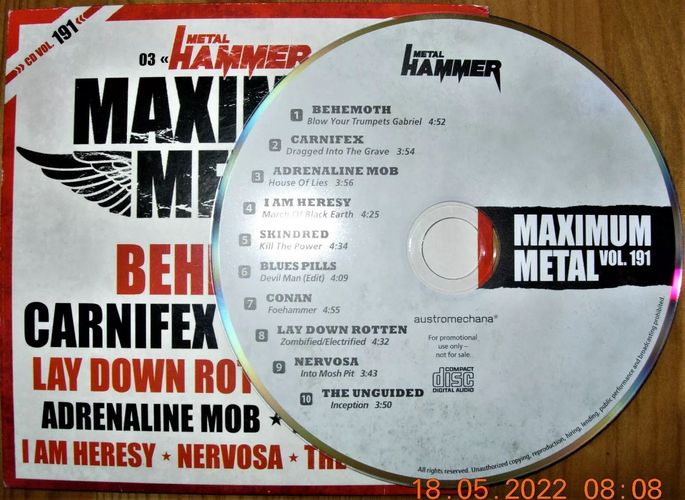 » CD VOL. 191 «
03 « METAL
HAMMER
MAXIM
ME
BEHE
CARNIFEX
LAY DOWN ROT
ADRENALINE MOB ★
I AM HERESY ★ NERVOSA ★ THE
METAL
HAMMER
1 BEHEMOTH
Blow Your Trumpets Gabriel 4:52
2 CARNIFEX
Dragged Into The Grave 3:54
3 ADRENALINE MOB
House Of Lies 3:56
4 I AM HERESY
March Of Black Earth 4:25
5 SKINDRED
Kill The Power 4:34
6 BLUES PILLS
Devil Man (Edit) 4:09
7 CONAN
Foehammer 4:55
8 LAY DOWN ROTTEN
Zombified/Electrified 4:32
9 NERVOSA
Into Mosh Pit 3:43
10 THE UNGUIDED
Inception 3:50
MAXIMUM
METAL VOL. 191
austromechana®
For promotional
use only –
not for sale.
COMPACT
disc
DIGITAL AUDIO
All rights reserved. Unauthorized copying, reproduction, hiring, lending, public performance and broadcasting prohibited.
18.05.2022 08:08